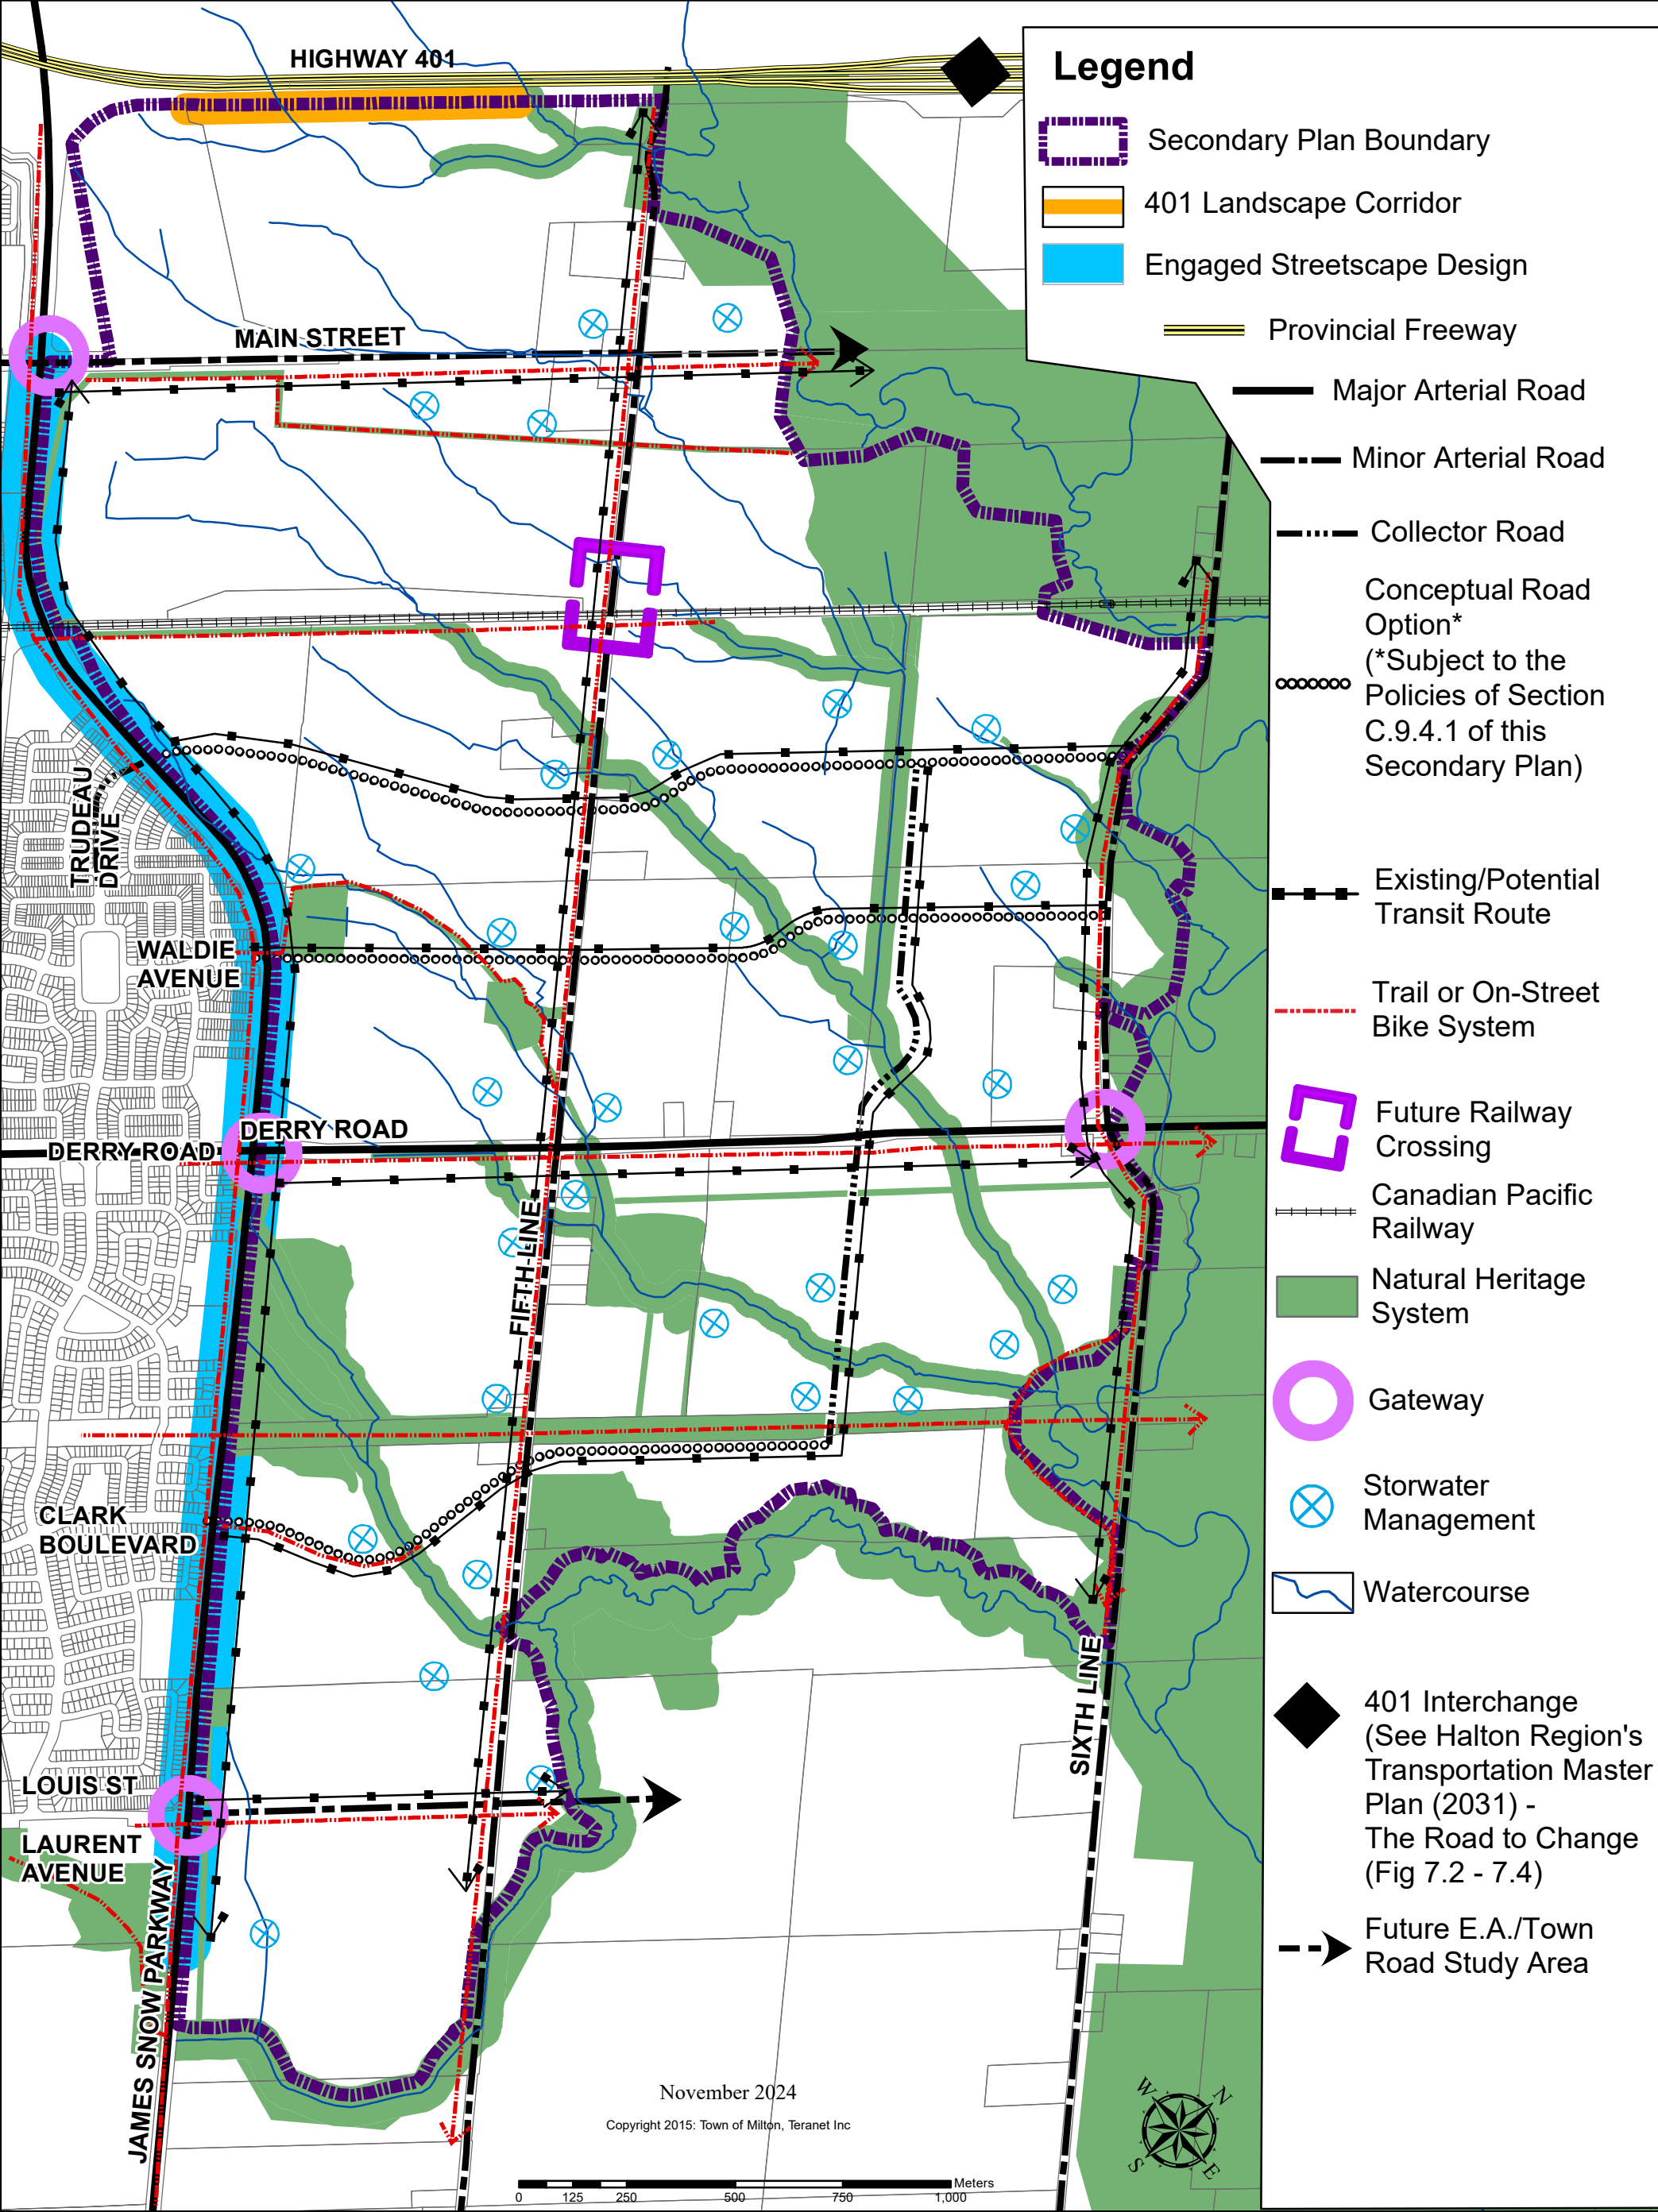 HIGHWAY 401
MAIN STREET
TRUDEAU
DRIVE
WALDIE
AVENUE
DERRY ROAD
DERRY ROAD
FIFTH LINE
CLARK
BOULEVARD
SIXTH LINE
LOUIS ST
LAURENT
AVENUE
JAMES SNOW PARKWAY
Legend
Secondary Plan Boundary
401 Landscape Corridor
Engaged Streetscape Design
Provincial Freeway
Major Arterial Road
Minor Arterial Road
Collector Road
Conceptual Road
Option*
(*Subject to the
Policies of Section
C.9.4.1 of this
Secondary Plan)
Existing/Potential
Transit Route
Trail or On-Street
Bike System
Future Railway
Crossing
Canadian Pacific
Railway
Natural Heritage
System
Gateway
Storwater
Management
Watercourse
401 Interchange
(See Halton Region's
Transportation Master
Plan (2031) -
The Road to Change
(Fig 7.2 - 7.4)
Future E.A./Town
Road Study Area
November 2024
Copyright 2015: Town of Milton, Teranet Inc
Meters
0 125 250 500 750 1,000
W N
S E